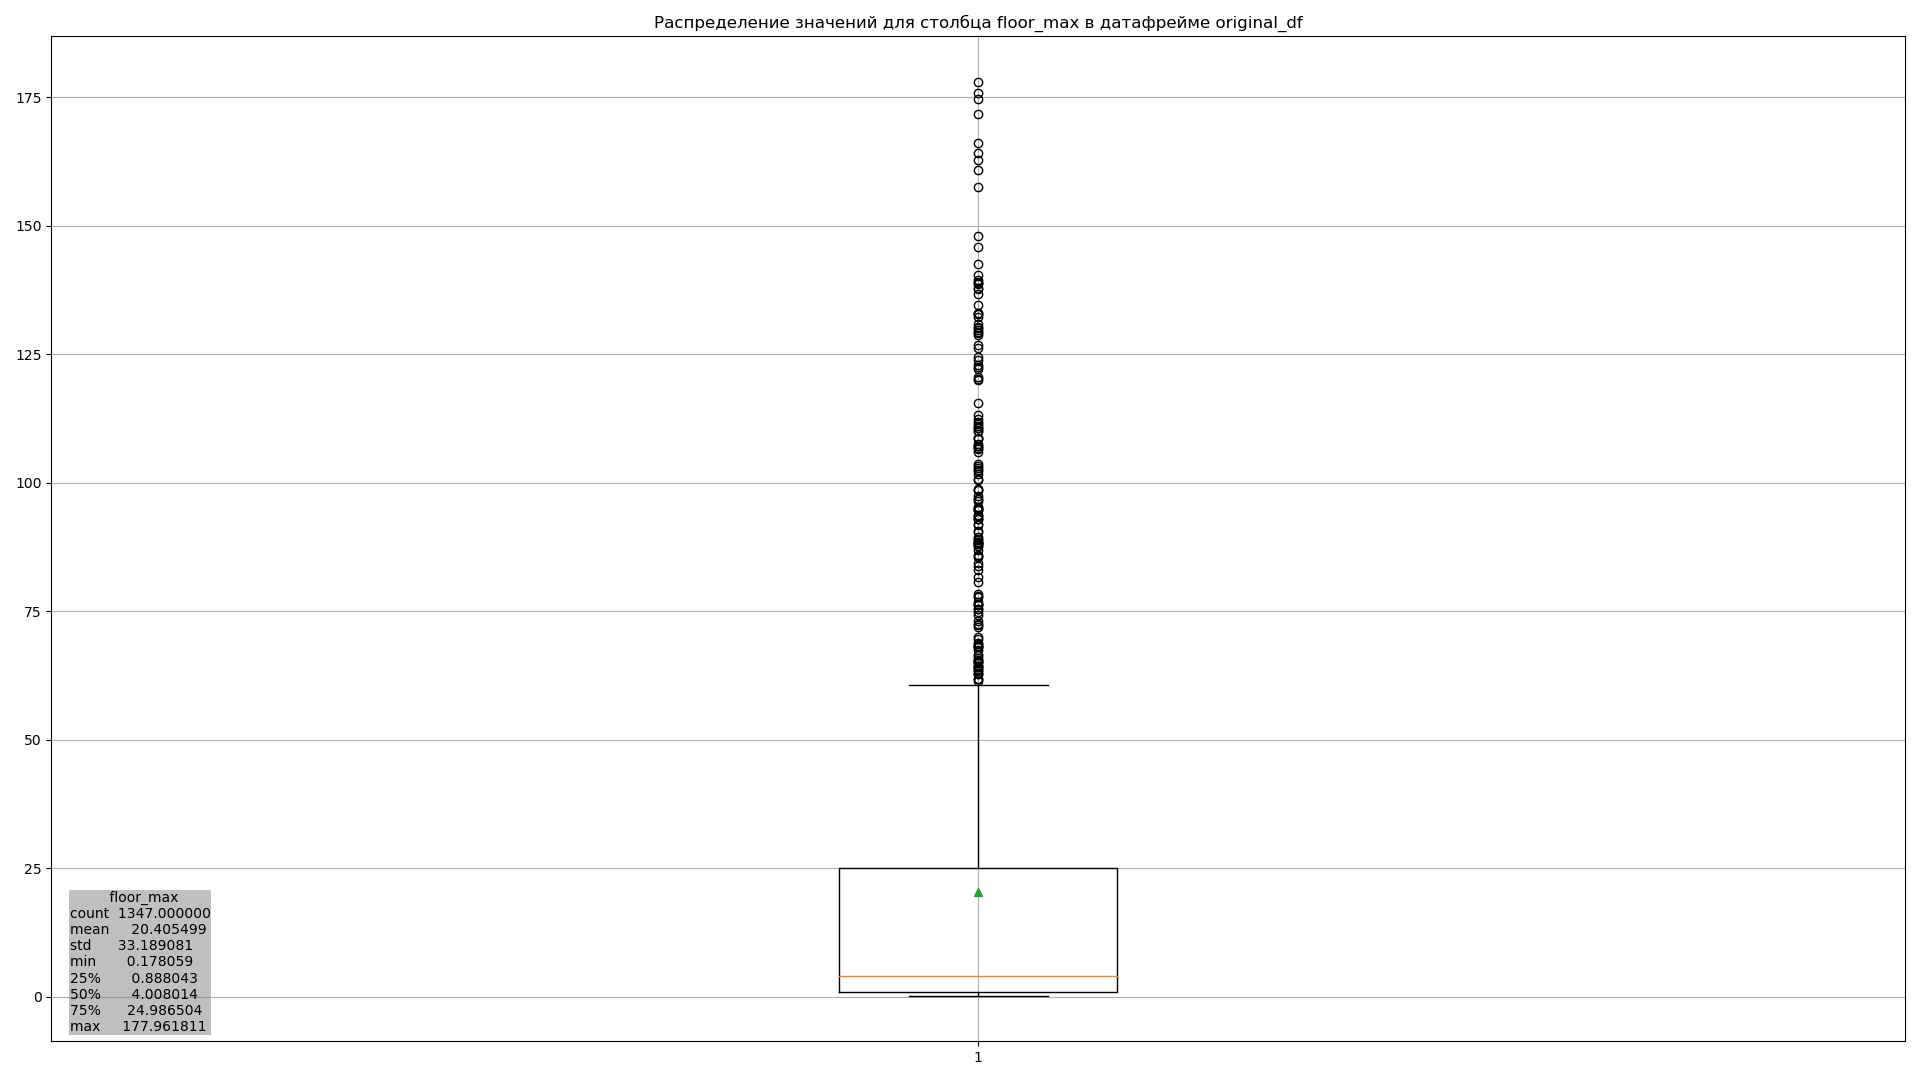 Распределение значений для столбца floor_max в датафрейме original_df
175
150
125
100
75
50
25
0
floor_max
count 1347.000000
mean 20.405499
std 33.189081
min 0.178059
25% 0.888043
50% 4.008014
75% 24.986504
max 177.961811
1